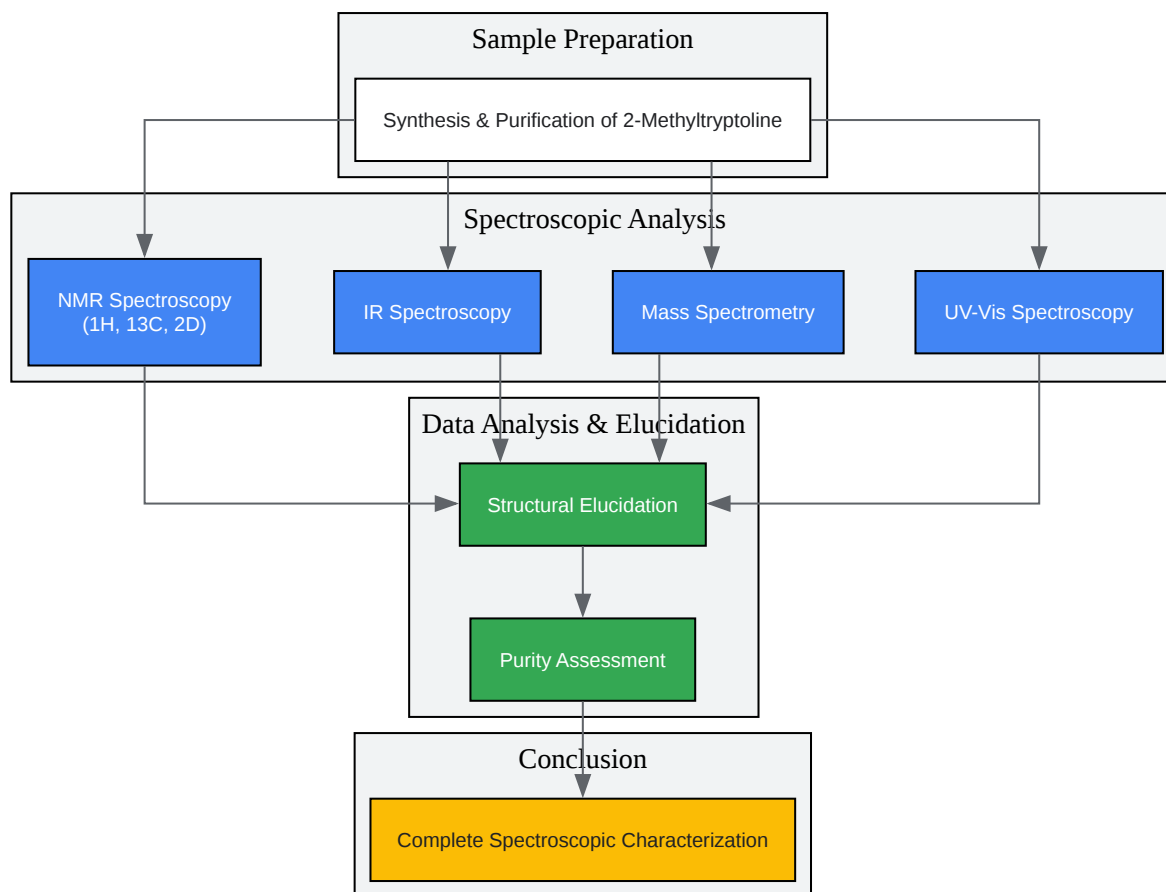 Sample Preparation
Synthesis & Purification of 2-Methyltryptoline
Spectroscopic Analysis
NMR Spectroscopy
(1H, 13C, 2D)
IR Spectroscopy
Mass Spectrometry
UV-Vis Spectroscopy
Data Analysis & Elucidation
Structural Elucidation
Purity Assessment
Conclusion
Complete Spectroscopic Characterization